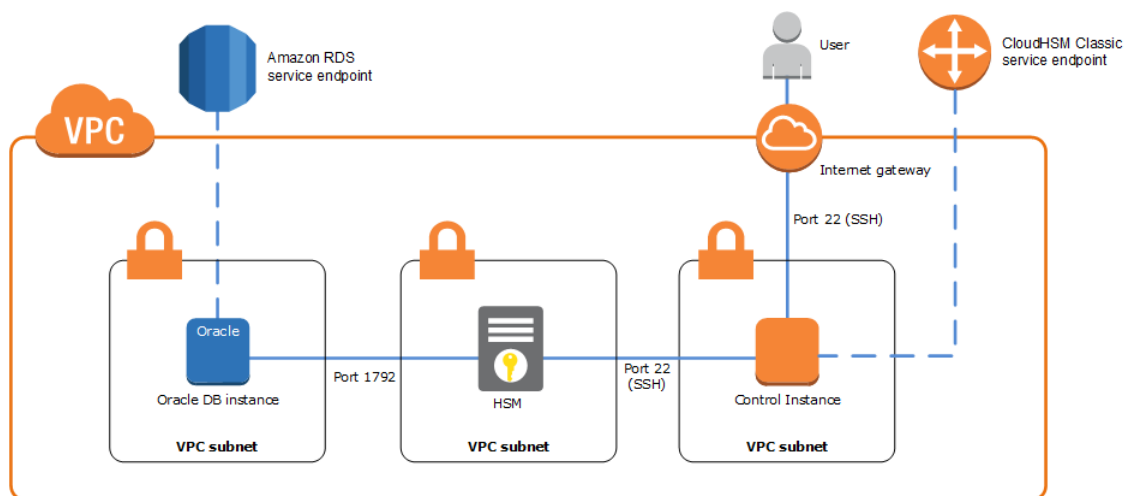 Amazon RDS
service endpoint
User
CloudHSM Classic
service endpoint
VPC
Internet gateway
Port 22 (SSH)
Oracle
Port 1792
Port 22
(SSH)
Oracle DB instance
HSM
Control Instance
VPC subnet
VPC subnet
VPC subnet